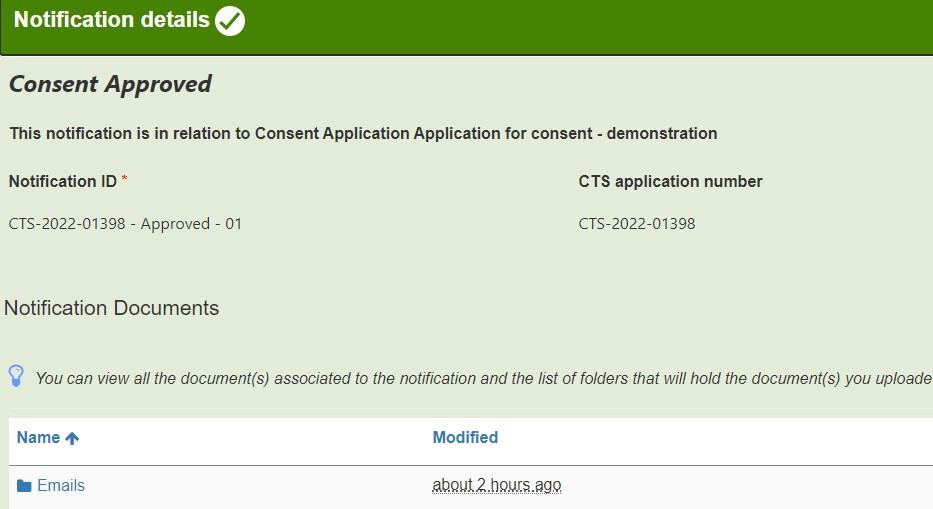 Notification details
Consent Approved
This notification is in relation to Consent Application Application for consent - demonstration
Notification ID *
CTS application number
CTS-2022-01398 - Approved - 01
CTS-2022-01398
Notification Documents
You can view all the document(s) associated to the notification and the list of folders that will hold the document(s) you uploade
Name
Modified
Emails
about 2 hours ago